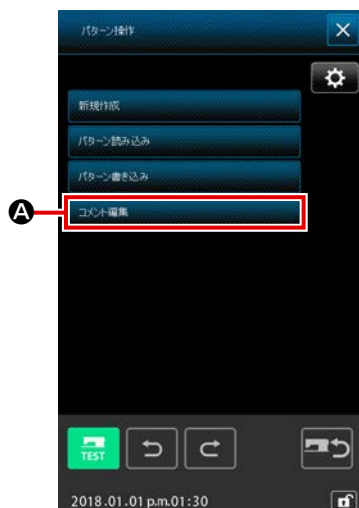 パターン操作
新規作成
パターン読み込み
パターン書き込み
A
コメント編集
TEST
2018.01.01 p.m.01:30